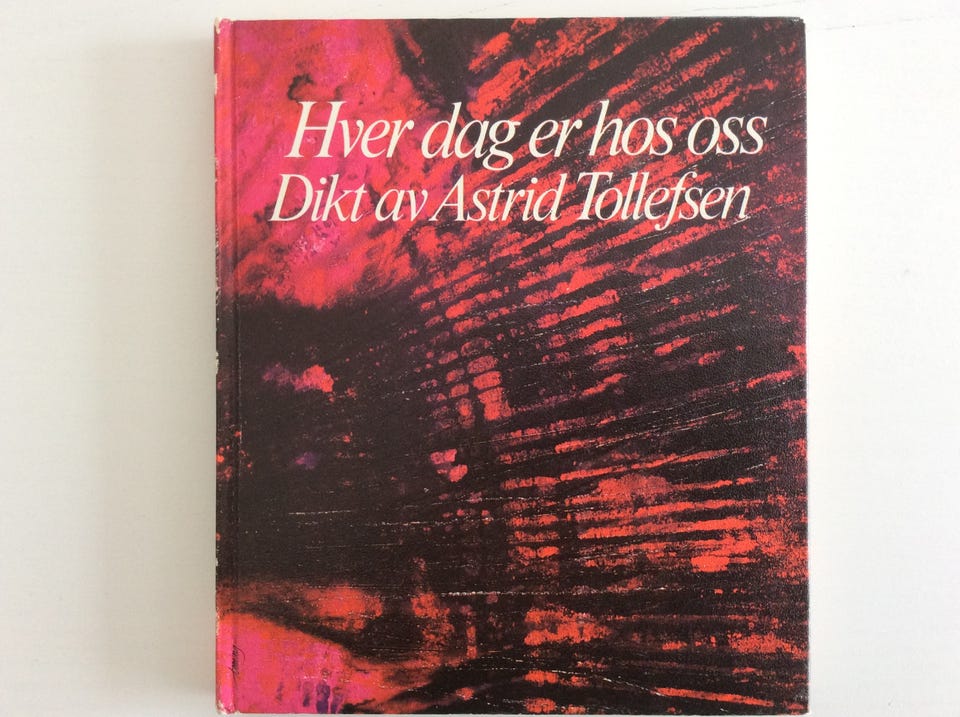 Hver dag er hos oss
Dikt av Astrid Tollefsen